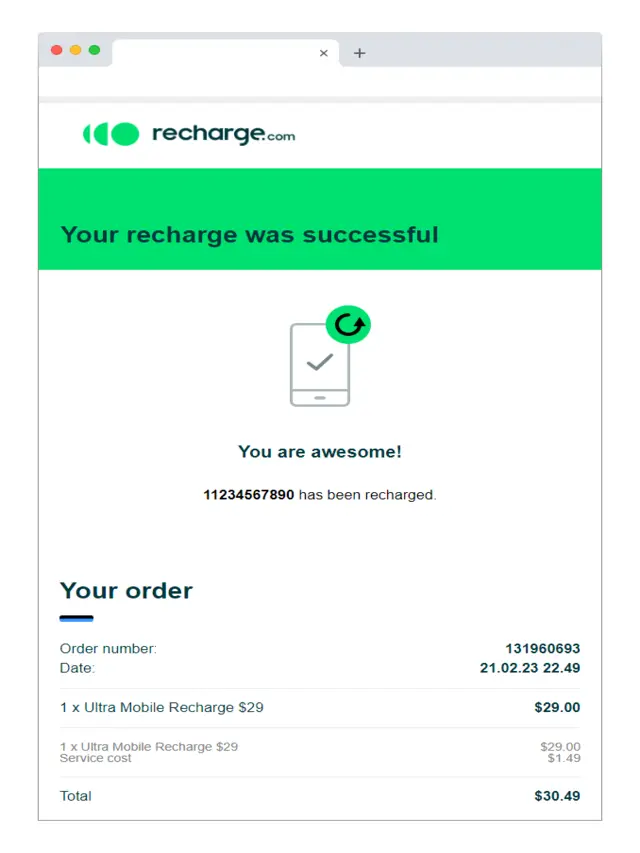 recharge.com
Your recharge was successful
You are awesome!
11234567890 has been recharged.
Your order
Order number: 131960693
Date: 21.02.23 22.49
1 x Ultra Mobile Recharge $29 $29.00
1 x Ultra Mobile Recharge $29 $29.00
Service cost $1.49
Total $30.49